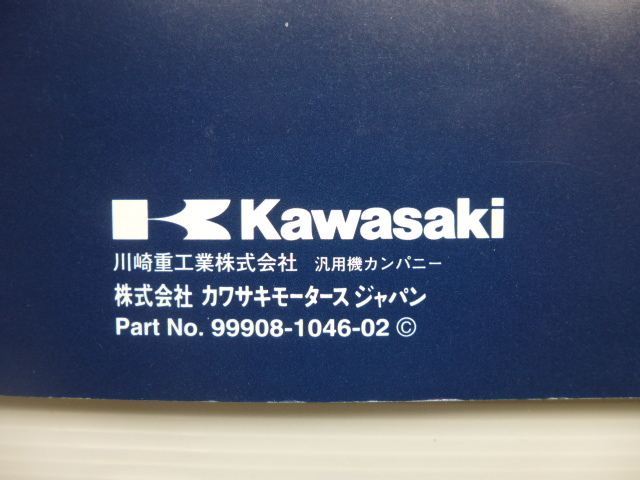 Kawasaki
川崎重工業株式会社 汎用機カンパニー
株式会社 カワサキモータース ジャパン
Part No. 99908-1046-02 ©